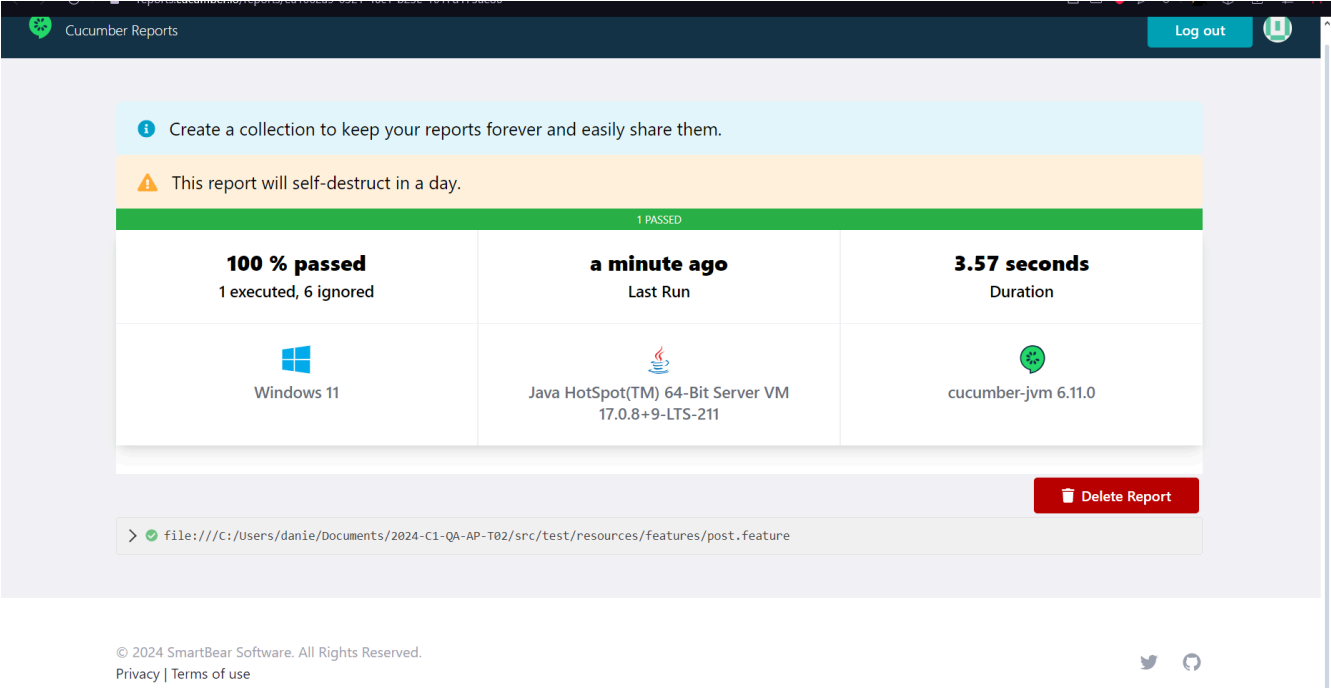 Cucumber Reports
Log out
Create a collection to keep your reports forever and easily share them.
This report will self-destruct in a day.
1 PASSED
100 % passed
1 executed, 6 ignored
a minute ago
Last Run
3.57 seconds
Duration
Windows 11
Java HotSpot(TM) 64-Bit Server VM
17.0.8+9-LTS-211
cucumber-jvm 6.11.0
Delete Report
file:///C:/Users/danie/Documents/2024-C1-QA-AP-T02/src/test/resources/features/post.feature
© 2024 SmartBear Software. All Rights Reserved.
Privacy | Terms of use